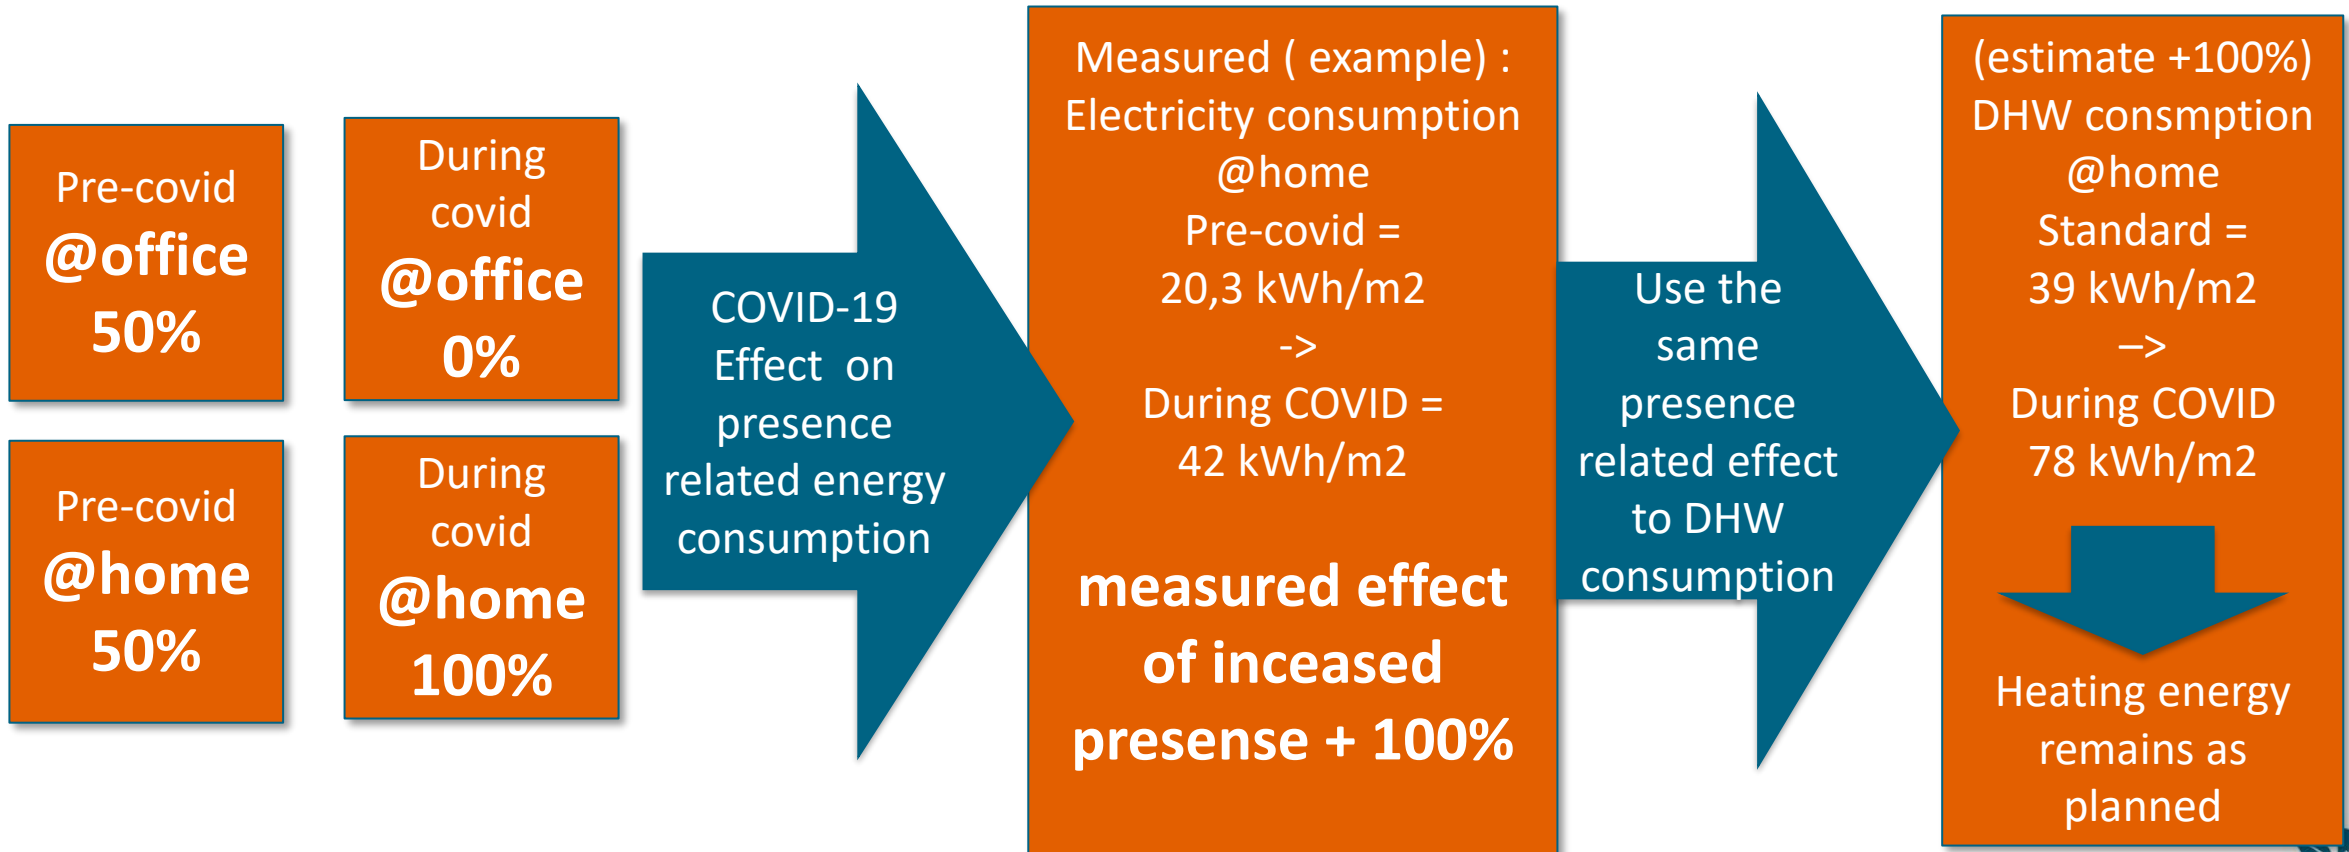 Pre-covid
@office
50%
During
covid
@office
0%
Pre-covid
@home
50%
During
covid
@home
100%
COVID-19
Effect on
presence
related energy
consumption
Measured ( example) :
Electricity consumption
@home
Pre-covid =
20,3 kWh/m2
->
During COVID =
42 kWh/m2
measured effect
of inceased
presense + 100%
Use the
same
presence
related effect
to DHW
consumption
(estimate +100%)
DHW consmption
@home
Standard =
39 kWh/m2
–>
During COVID
78 kWh/m2
Heating energy
remains as
planned